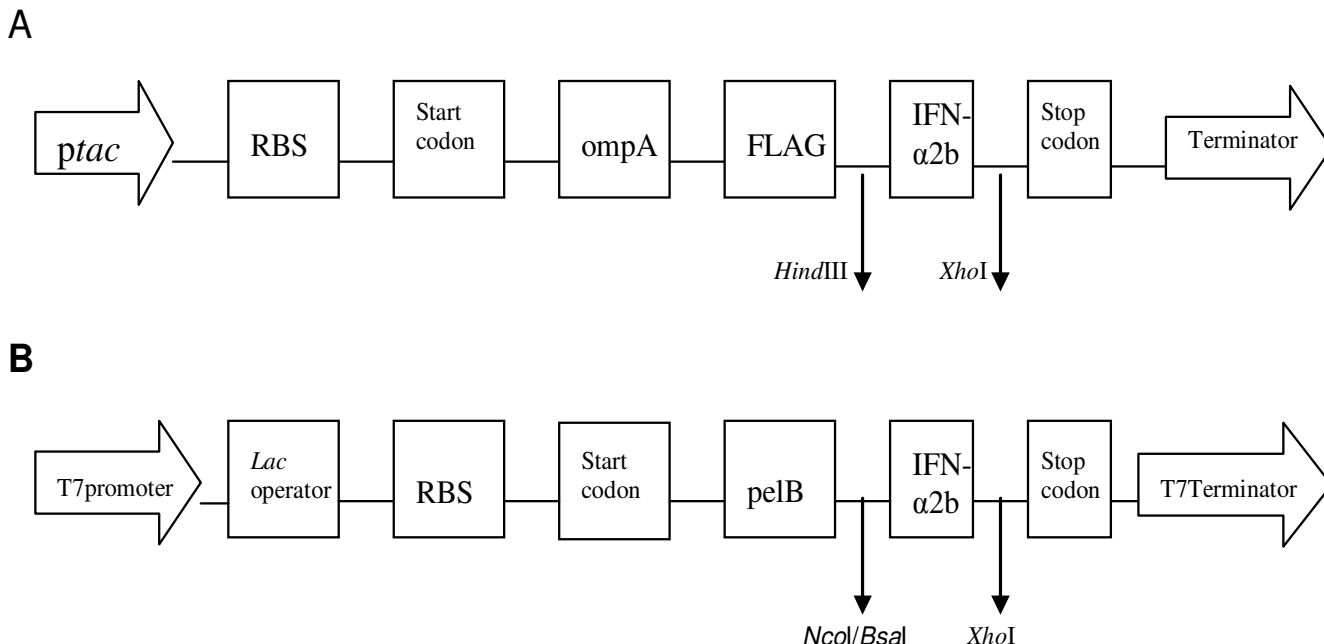 A
ptac
RBS
Start
codon
ompA
FLAG
IFN-
α2b
Stop
codon
Terminator
HindIII
XhoI
B
T7promoter
Lac
operator
RBS
Start
codon
pelB
IFN-
α2b
Stop
codon
T7Terminator
NcoI/BsaI
XhoI